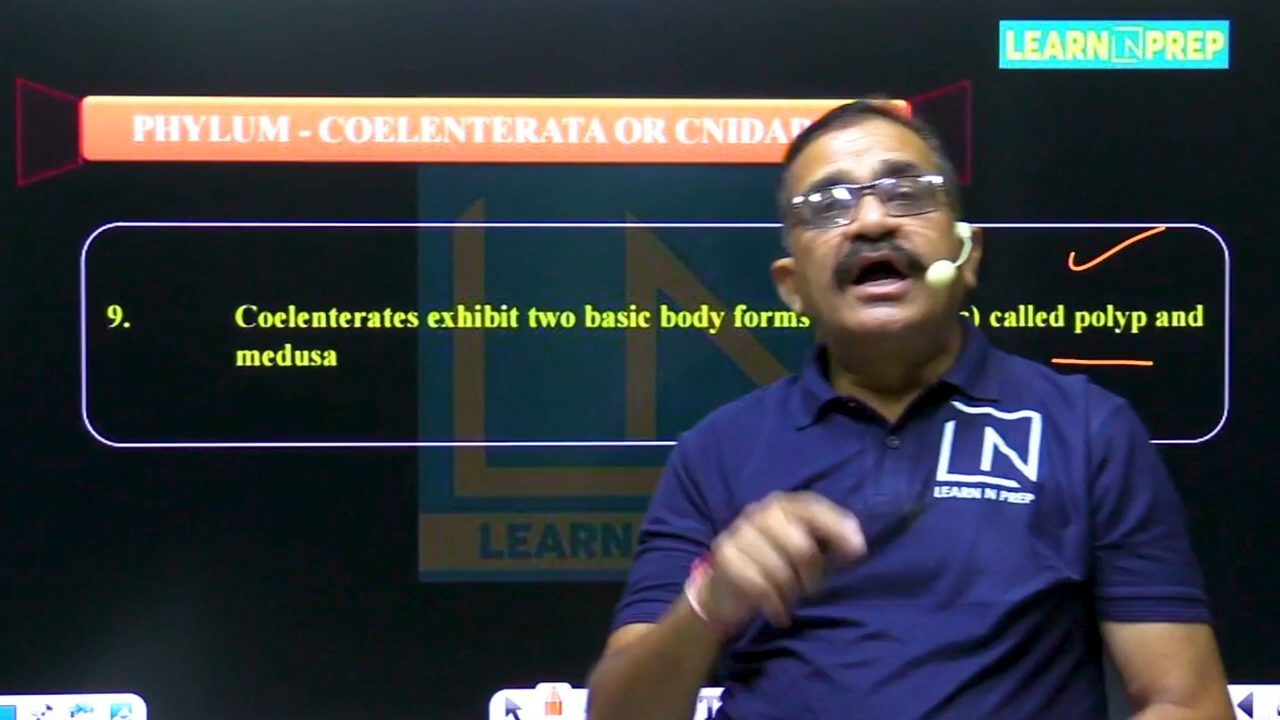 LEARN N PREP
PHYLUM - COELENTERATA OR CNIDAR
9. Coelenterates exhibit two basic body forms ) called polyp and
medusa
LEARN
LEARN N PREP